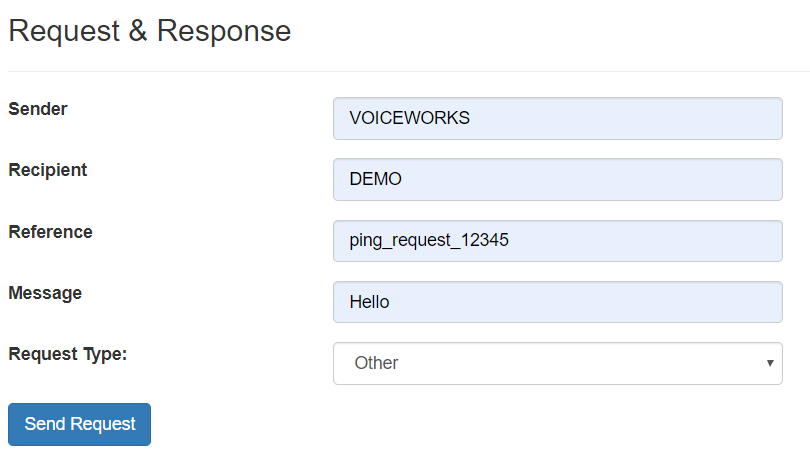 Request & Response
Sender
VOICEWORKS
Recipient
DEMO
Reference
ping_request_12345
Message
Hello
Request Type:
Other
Send Request